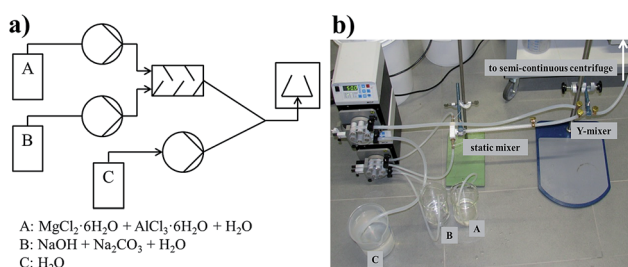 a)
A
B
C
A: MgCl₂·6H₂O + AlCl₃·6H₂O + H₂O
B: NaOH + Na₂CO₃ + H₂O
C: H₂O
b)
to semi-continuous centrifuge
Y-mixer
static mixer
A
B
C